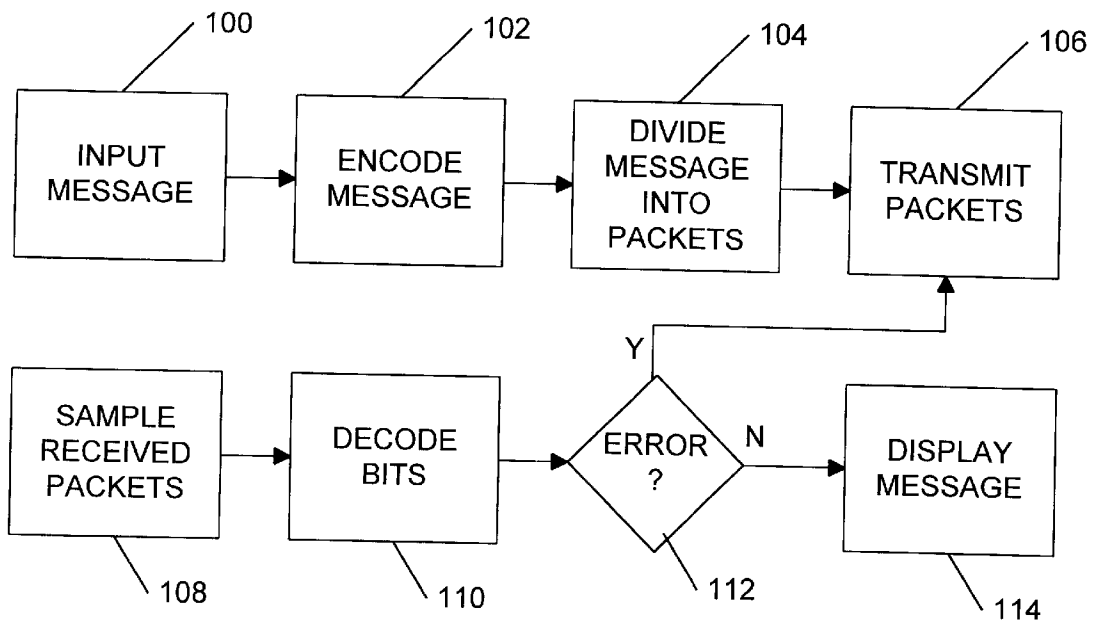 100
102
104
106
INPUT
MESSAGE
ENCODE
MESSAGE
DIVIDE
MESSAGE
INTO
PACKETS
TRANSMIT
PACKETS
Y
SAMPLE
RECEIVED
PACKETS
DECODE
BITS
ERROR
?
N
DISPLAY
MESSAGE
108
110
112
114